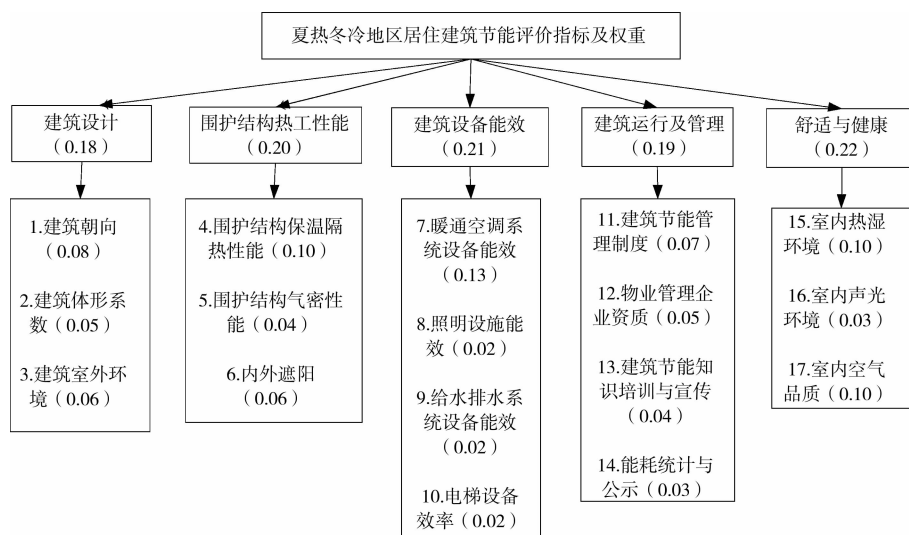 夏热冬冷地区居住建筑节能评价指标及权重
建筑设计
（0.18）
围护结构热工性能
（0.20）
建筑设备能效
（0.21）
建筑运行及管理
（0.19）
舒适与健康
（0.22）
1.建筑朝向
（0.08）
2.建筑体形系
数（0.05）
3.建筑室外环
境（0.06）
4.围护结构保温隔
热性能（0.10）
5.围护结构气密性
能（0.04）
6.内外遮阳
（0.06）
7.暖通空调系
统设备能效
（0.13）
8.照明设施能
效（0.02）
9.给水排水系
统设备能效
（0.02）
10.电梯设备
效率（0.02）
11.建筑节能管
理制度（0.07）
12.物业管理企
业资质（0.05）
13.建筑节能知
识培训与宣传
（0.04）
14.能耗统计与
公示（0.03）
15.室内热湿
环境（0.10）
16.室内声光
环境（0.03）
17.室内空气
品质（0.10）